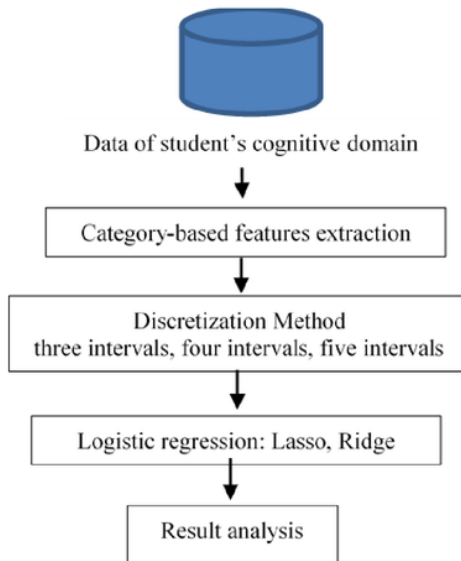 Data of student's cognitive domain
Category-based features extraction
Discretization Method
three intervals, four intervals, five intervals
Logistic regression: Lasso, Ridge
Result analysis